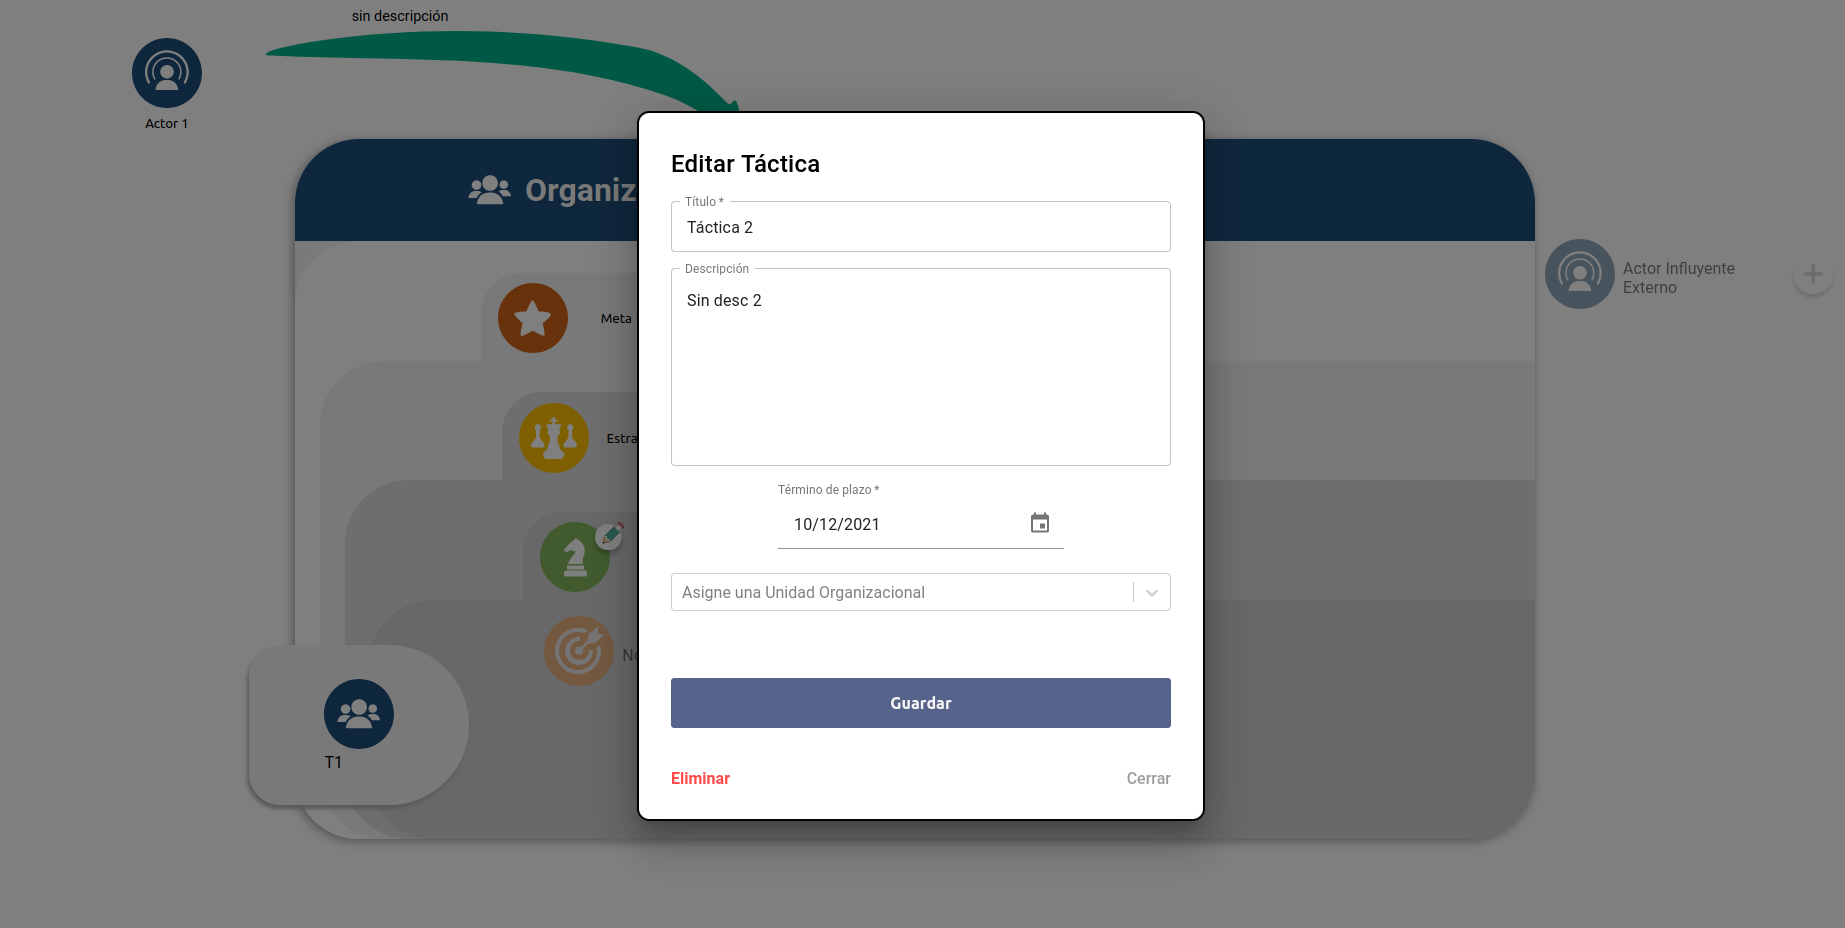 sin descripción
Actor 1
Organiz
Actor Influyente
Externo
Meta
Estra
T1
Editar Táctica
Título *
Táctica 2
Descripción
Sin desc 2
Término de plazo *
10/12/2021
Asigne una Unidad Organizacional
Guardar
Eliminar
Cerrar